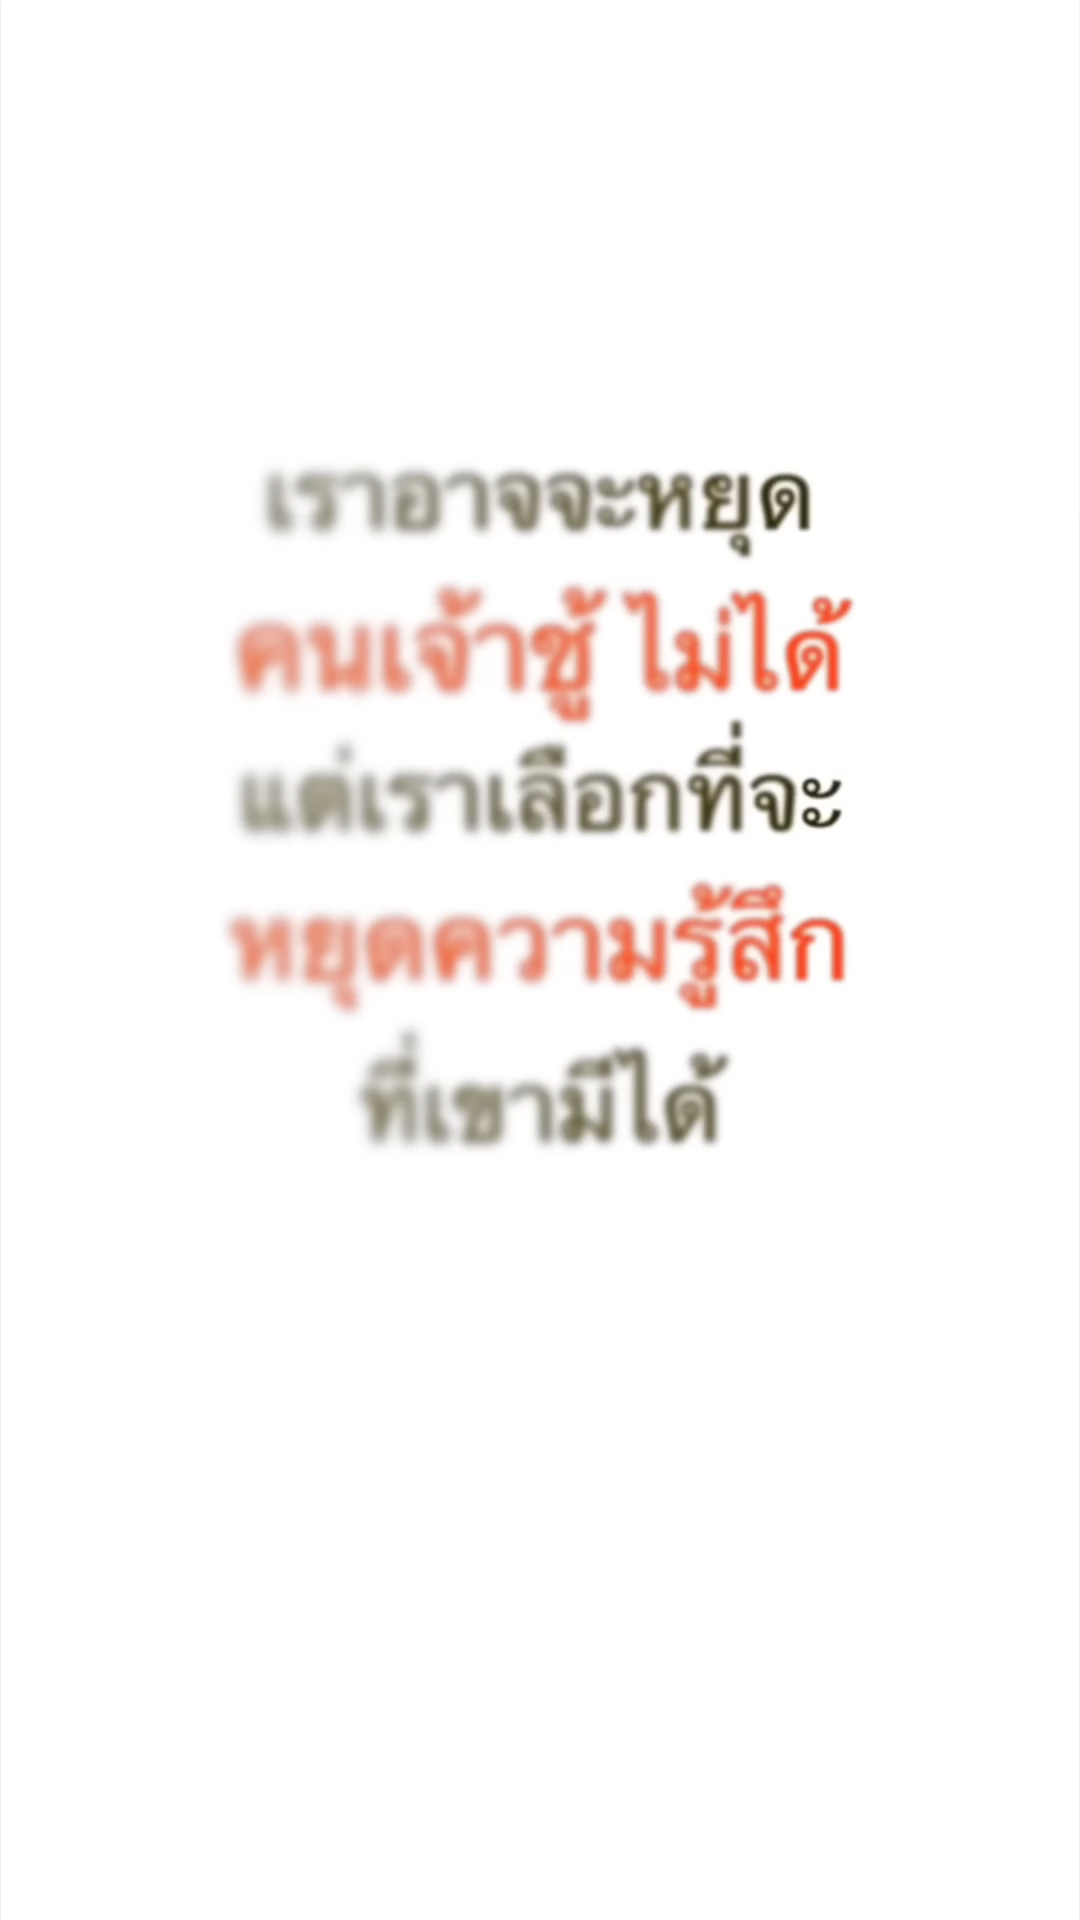 เราอาจจะหยุด
คนเจ้าชู้ ไม่ได้
แต่เราเลือกที่จะ
หยุดความรู้สึก
ที่เขามีได้